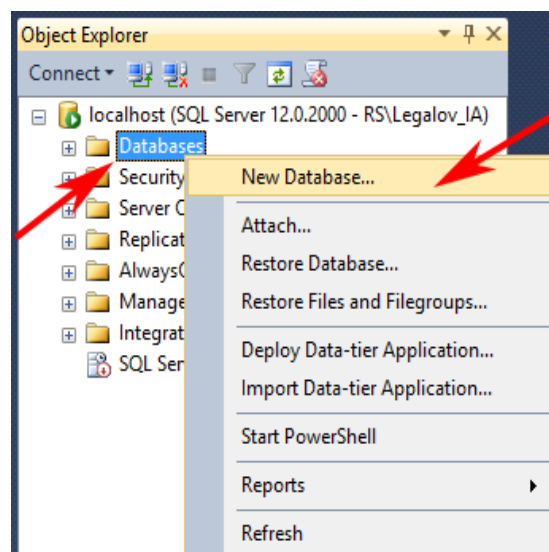 Object Explorer
Connect
localhost (SQL Server 12.0.2000 - RS\Legalov_IA)
Databases
Security
Server
Replicat
Always
Manage
Integrat
SQL Ser
New Database...
Attach...
Restore Database...
Restore Files and Filegroups...
Deploy Data-tier Application...
Import Data-tier Application...
Start PowerShell
Reports
Refresh